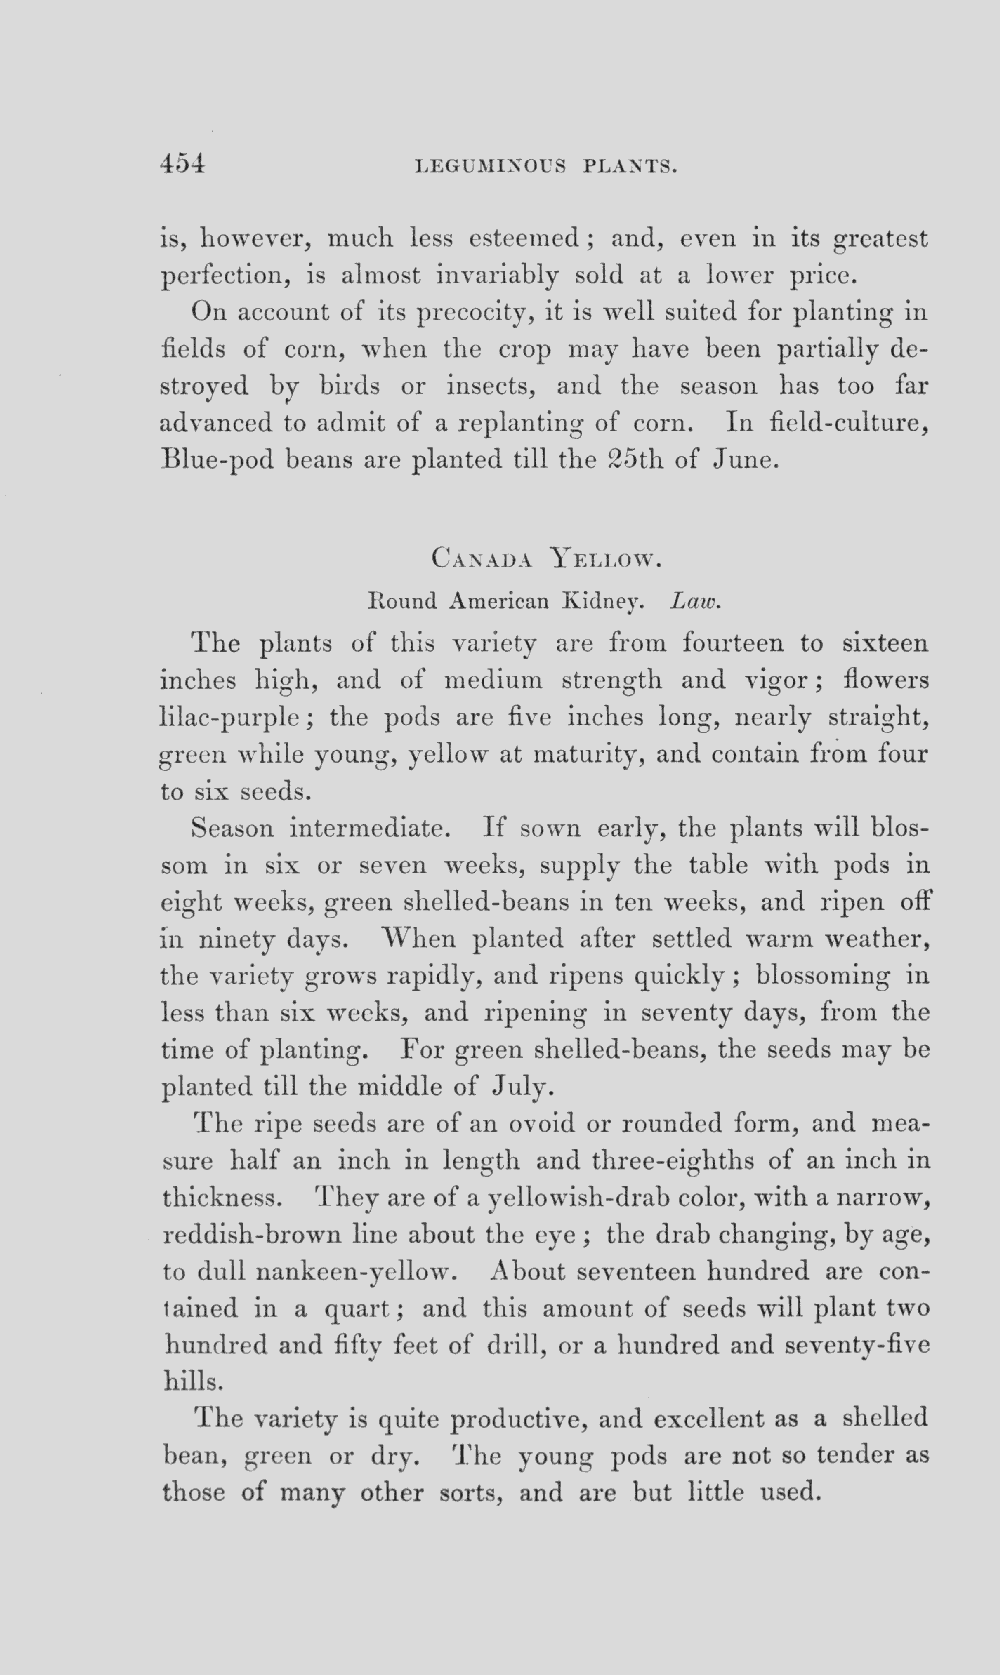 454 LEGUMINOUS PLANTS.
is, however, much less esteemed; and, even in its greatest
perfection, is almost invariably sold at a lower price.
On account of its precocity, it is well suited for planting in
fields of corn, when the crop may have been partially de-
stroyed by birds or insects, and the season has too far
advanced to admit of a replanting of corn. In field-culture,
Blue-pod beans are planted till the 25th of June.
CANADA YELLOW.
Round American Kidney. Law.
The plants of this variety are from fourteen to sixteen
inches high, and of medium strength and vigor; flowers
lilac-purple; the pods are five inches long, nearly straight,
green while young, yellow at maturity, and contain from four
to six seeds.
Season intermediate. If sown early, the plants will blos-
som in six or seven weeks, supply the table with pods in
eight weeks, green shelled-beans in ten weeks, and ripen off
in ninety days. When planted after settled warm weather,
the variety grows rapidly, and ripens quickly; blossoming in
less than six weeks, and ripening in seventy days, from the
time of planting. For green shelled-beans, the seeds may be
planted till the middle of July.
The ripe seeds are of an ovoid or rounded form, and mea-
sure half an inch in length and three-eighths of an inch in
thickness. They are of a yellowish-drab color, with a narrow,
reddish-brown line about the eye; the drab changing, by age,
to dull nankeen-yellow. About seventeen hundred are con-
tained in a quart; and this amount of seeds will plant two
hundred and fifty feet of drill, or a hundred and seventy-five
hills.
The variety is quite productive, and excellent as a shelled
bean, green or dry. The young pods are not so tender as
those of many other sorts, and are but little used.